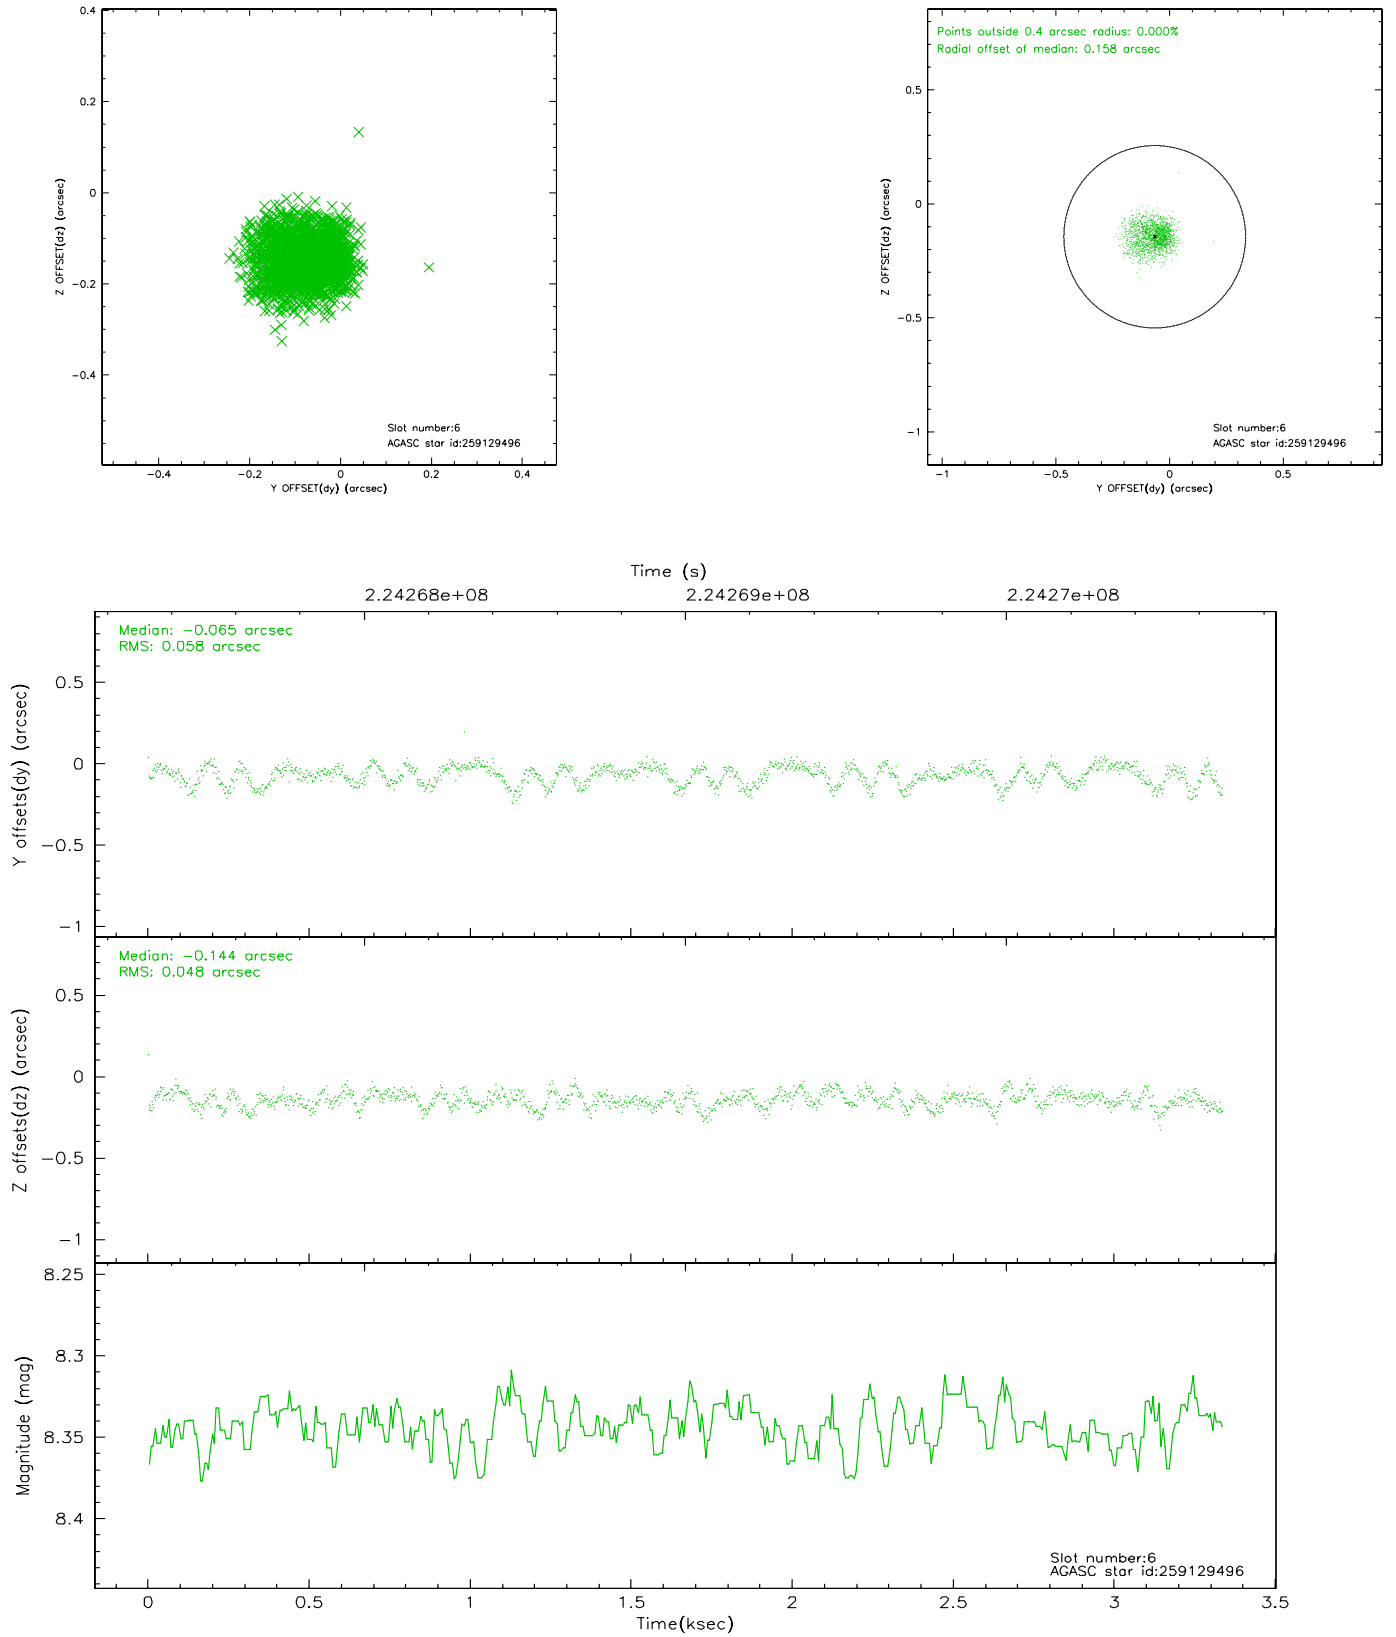 0.4
0.2
0
−0.2
−0.4
Z OFFSET(dz) (arcsec)
Slot number:6
AGASC star id:259129496
−0.4 −0.2 0 0.2 0.4
Y OFFSET(dy) (arcsec)
Points outside 0.4 arcsec radius: 0.000%
Radial offset of median: 0.158 arcsec
0.5
0
−0.5
−1
Z OFFSET(dz) (arcsec)
Slot number:6
AGASC star id:259129496
−1 −0.5 0 0.5
Y OFFSET(dy) (arcsec)
Time (s)
2.24268e+08 2.24269e+08 2.2427e+08
Median: −0.065 arcsec
RMS: 0.058 arcsec
0.5
0
−0.5
−1
Y offsets(dy) (arcsec)
Median: −0.144 arcsec
RMS: 0.048 arcsec
0.5
0
−0.5
−1
Z offsets(dz) (arcsec)
8.25
8.3
8.35
8.4
Magnitude (mag)
Slot number:6
AGASC star id:259129496
0 0.5 1 1.5 2 2.5 3 3.5
Time(ksec)